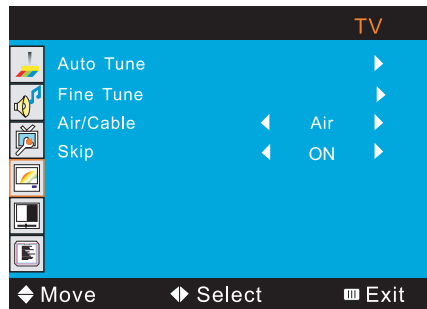 TV
Auto Tune
Fine Tune
Air/Cable Air
Skip ON
Move Select Exit